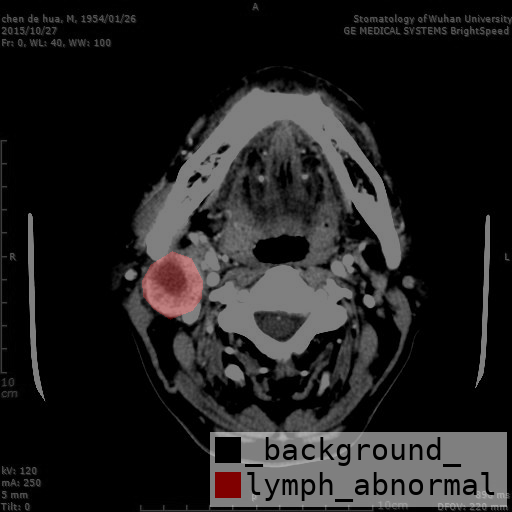 A
chen de hua, M, 1954/01/26
Stomatology of Wuhan University
2015/10/27
GE MEDICAL SYSTEMS BrightSpeed
Fr: 0, WL: 40, WW: 100
R
L
10
cm
_background_
lymph_abnormal
kV: 120
mA: 250
5 mm
Tilt: 0
10cm
DFOV: 220 mm